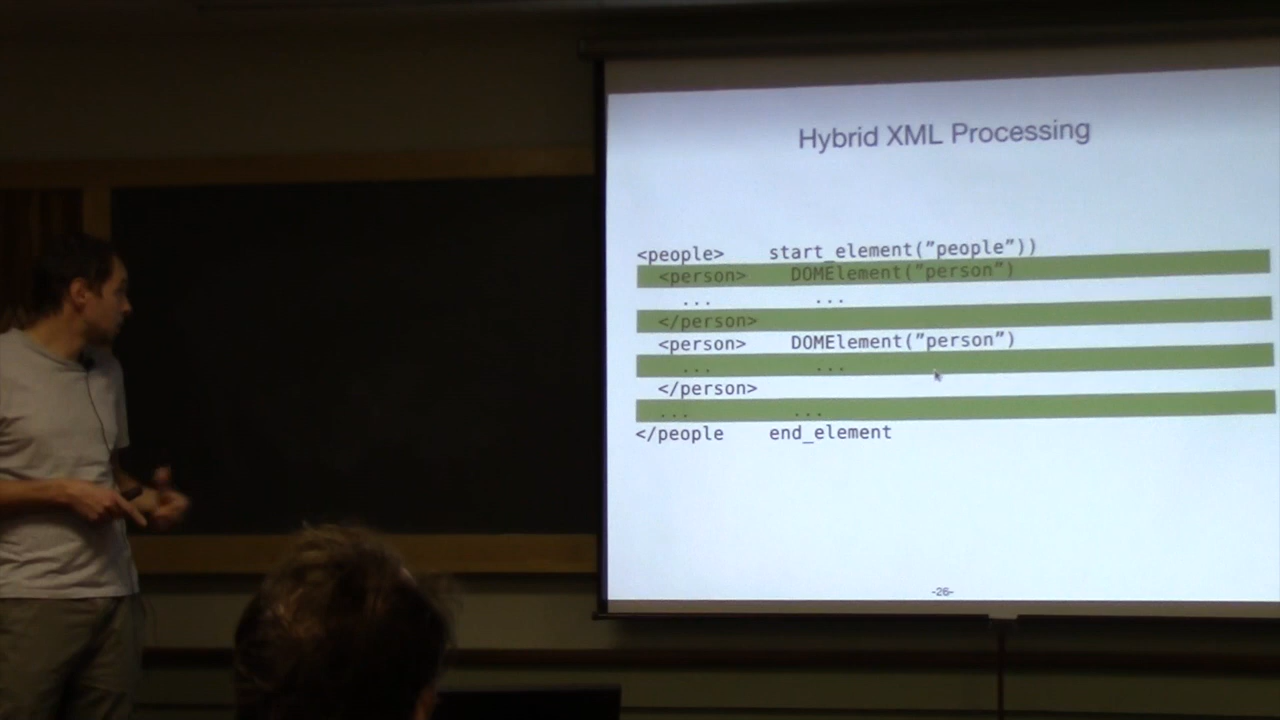 Hybrid XML Processing
<people> start_element(”people”))
<person> DOMElement(”person”)
... ...
</person>
<person> DOMElement(”person”)
... ...
</person>
... ...
</people end_element
-26-